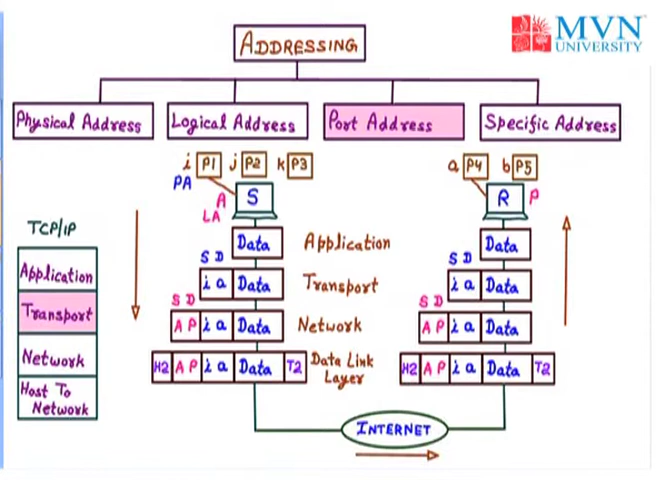 MVN
UNIVERSITY
ADDRESSING
Physical Address
Logical Address
Port Address
Specific Address
i P1 j P2 k P3
a P4 b P5
PA
A S
LA
R P
TCP/IP
Application
Transport
Network
Host To
Network
Data Application
S D
i a Data Transport
S D
A P i a Data Network
H2 A P i a Data T2 Data Link
Layer
Data
S D
i a Data
S D
A P i a Data
H2 A P i a Data T2
INTERNET